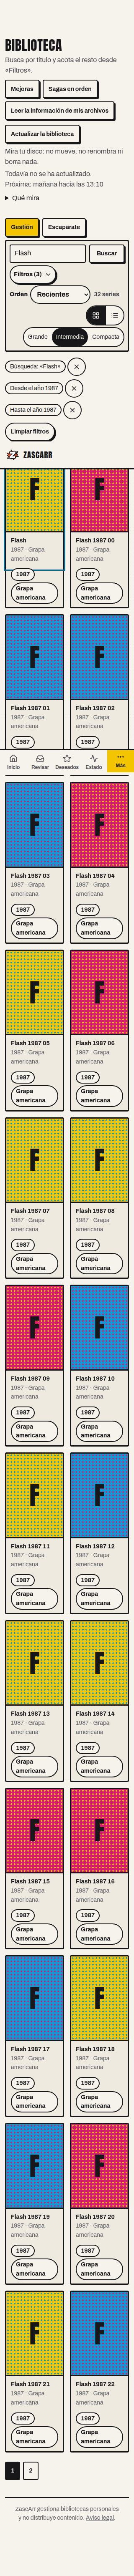 BIBLIOTECA
Busca por título y acota el resto desde
«Filtros».
Mejoras
Sagas en orden
Leer la información de mis archivos
Actualizar la biblioteca
Mira tu disco: no mueve, no renombra ni
borra nada.
Todavía no se ha actualizado.
Próxima: mañana hacia las 13:10
Qué mira
Gestión
Escaparate
Flash
Buscar
Filtros (3)
Orden
Recientes
32 series
Grande
Intermedia
Compacta
Búsqueda: «Flash»
Desde el año 1987
Hasta el año 1987
Limpiar filtros
ZASCARR
F
F
Flash
1987 · Grapa
americana
1987
Grapa
americana
Flash 1987 00
1987 · Grapa
americana
1987
Grapa
americana
F
F
Flash 1987 01
1987 · Grapa
americana
1987
Flash 1987 02
1987 · Grapa
americana
1987
Inicio
Revisar
Deseados
Estado
Más
F
F
Flash 1987 03
1987 · Grapa
americana
1987
Grapa
americana
Flash 1987 04
1987 · Grapa
americana
1987
Grapa
americana
F
F
Flash 1987 05
1987 · Grapa
americana
1987
Grapa
americana
Flash 1987 06
1987 · Grapa
americana
1987
Grapa
americana
F
F
Flash 1987 07
1987 · Grapa
americana
1987
Grapa
americana
Flash 1987 08
1987 · Grapa
americana
1987
Grapa
americana
F
F
Flash 1987 09
1987 · Grapa
americana
1987
Grapa
americana
Flash 1987 10
1987 · Grapa
americana
1987
Grapa
americana
F
F
Flash 1987 11
1987 · Grapa
americana
1987
Grapa
americana
Flash 1987 12
1987 · Grapa
americana
1987
Grapa
americana
F
F
Flash 1987 13
1987 · Grapa
americana
1987
Grapa
americana
Flash 1987 14
1987 · Grapa
americana
1987
Grapa
americana
F
F
Flash 1987 15
1987 · Grapa
americana
1987
Grapa
americana
Flash 1987 16
1987 · Grapa
americana
1987
Grapa
americana
F
F
Flash 1987 17
1987 · Grapa
americana
1987
Grapa
americana
Flash 1987 18
1987 · Grapa
americana
1987
Grapa
americana
F
F
Flash 1987 19
1987 · Grapa
americana
1987
Grapa
americana
Flash 1987 20
1987 · Grapa
americana
1987
Grapa
americana
F
F
Flash 1987 21
1987 · Grapa
americana
1987
Grapa
americana
Flash 1987 22
1987 · Grapa
americana
1987
Grapa
americana
1
2
ZascArr gestiona bibliotecas personales
y no distribuye contenido. Aviso legal.